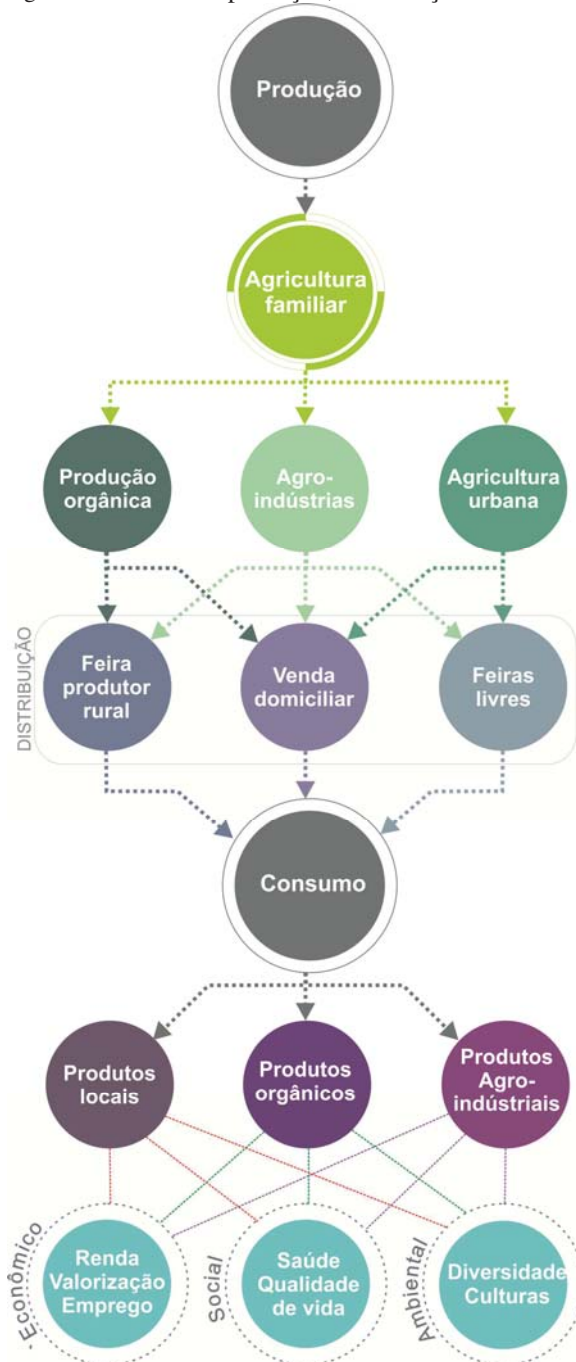 Produção
Agricultura
familiar
Produção
orgânica
Agro-
indústrias
Agricultura
urbana
DISTRIBUIÇÃO
Feira
produtor
rural
Venda
domiciliar
Feiras
livres
Consumo
Produtos
locais
Produtos
orgânicos
Produtos
Agro-
indústriais
- Econômico
Renda
Valorização
Emprego
Social
Saúde
Qualidade
de vida
Ambiental
Diversidade
Culturas